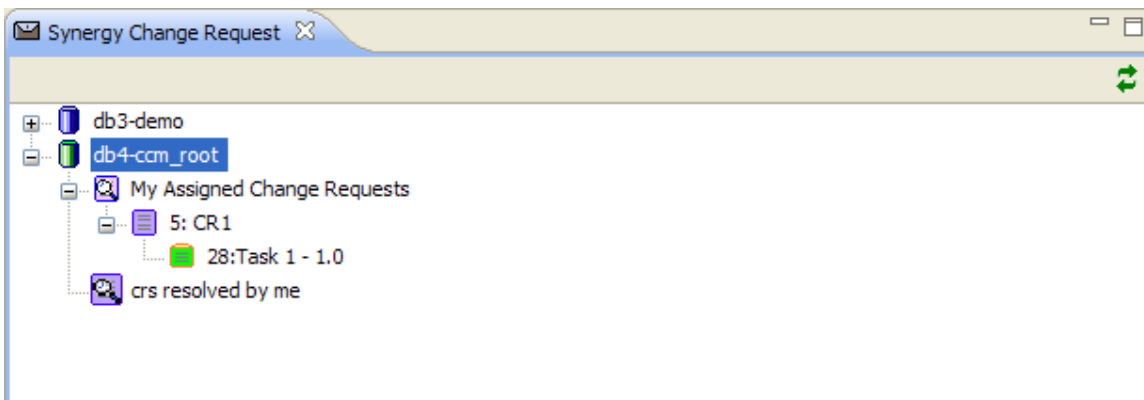 Synergy Change Request
db3-demo
db4-ccm_root
My Assigned Change Requests
5: CR1
28:Task 1 - 1.0
crs resolved by me